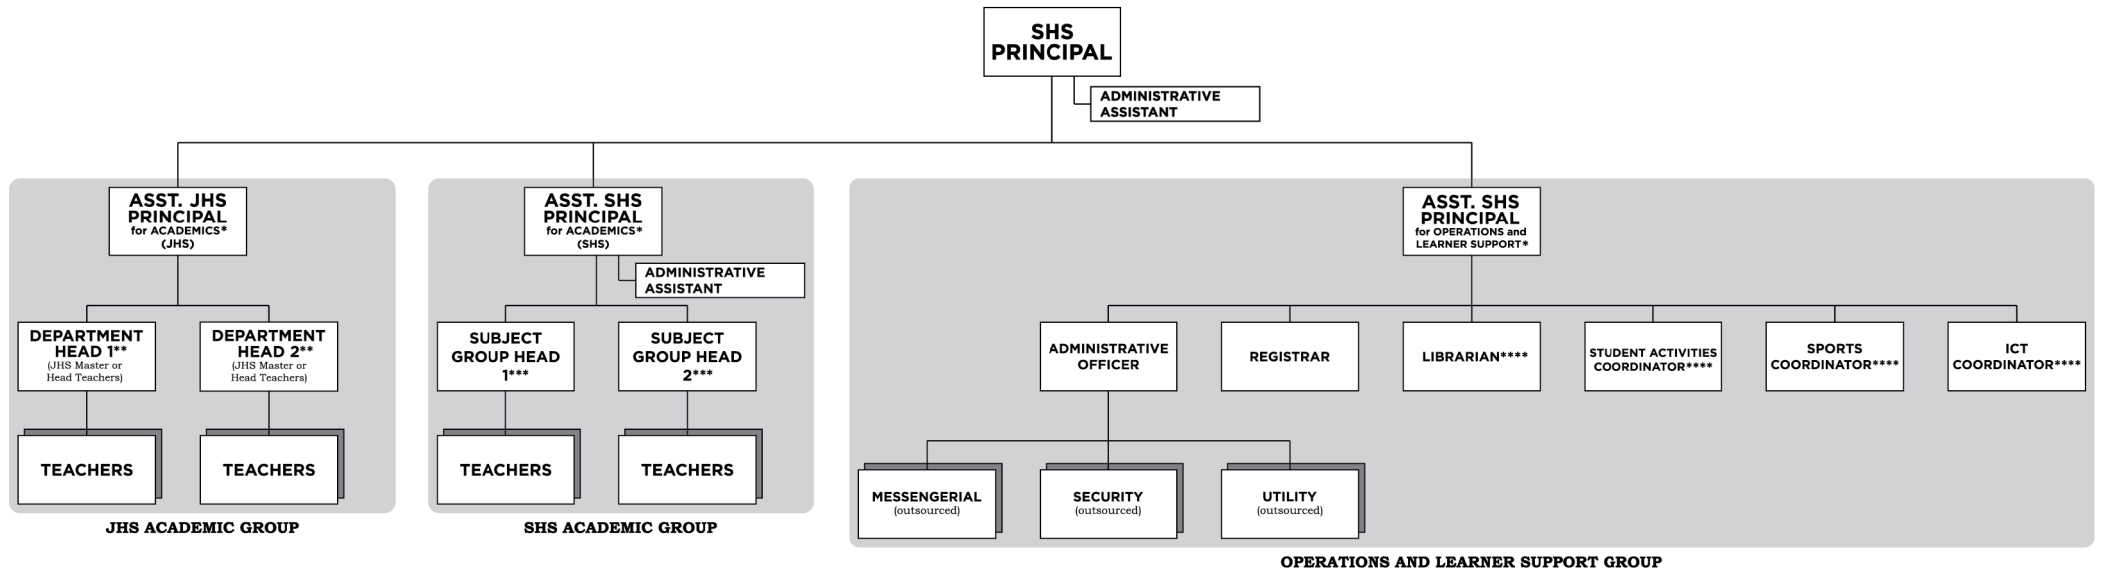 SHS
PRINCIPAL
ADMINISTRATIVE
ASSISTANT
ASST. JHS
PRINCIPAL
for ACADEMICS*
(JHS)
DEPARTMENT
HEAD 1**
(JHS Master or
Head Teachers)
DEPARTMENT
HEAD 2**
(JHS Master or
Head Teachers)
TEACHERS
TEACHERS
JHS ACADEMIC GROUP
ASST. SHS
PRINCIPAL
for ACADEMICS*
(SHS)
ADMINISTRATIVE
ASSISTANT
SUBJECT
GROUP HEAD
1***
SUBJECT
GROUP HEAD
2***
TEACHERS
TEACHERS
SHS ACADEMIC GROUP
ASST. SHS
PRINCIPAL
for OPERATIONS and
LEARNER SUPPORT*
ADMINISTRATIVE
OFFICER
REGISTRAR
LIBRARIAN****
STUDENT ACTIVITIES
COORDINATOR****
SPORTS
COORDINATOR****
ICT
COORDINATOR****
MESSENGERIAL
(outsourced)
SECURITY
(outsourced)
UTILITY
(outsourced)
OPERATIONS AND LEARNER SUPPORT GROUP